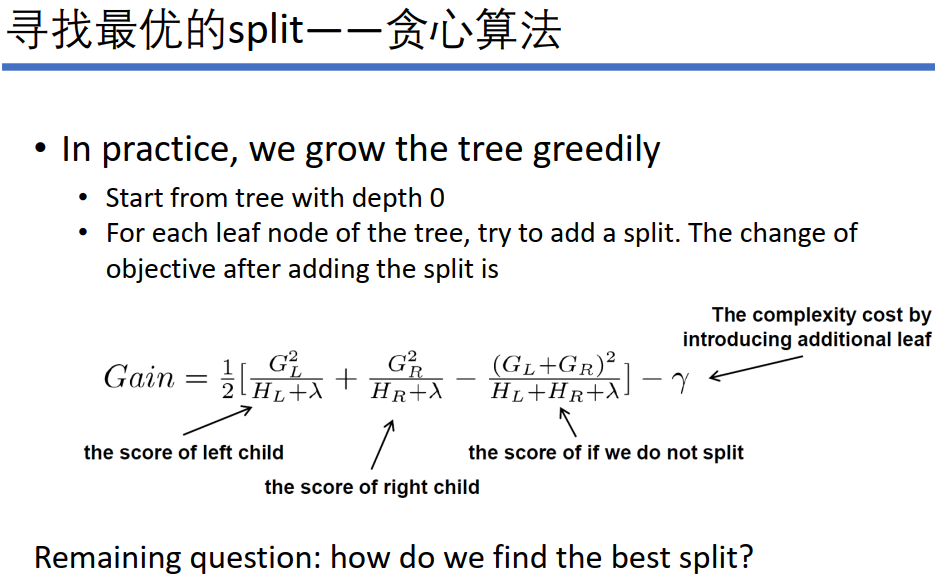 寻找最优的split——贪心算法
• In practice, we grow the tree greedily
• Start from tree with depth 0
• For each leaf node of the tree, try to add a split. The change of
objective after adding the split is
The complexity cost by
introducing additional leaf
Gain = \frac{1}{2}[\frac{G_L^2}{H_L+λ} + \frac{G_R^2}{H_R+λ} − \frac{(G_L+G_R)^2}{H_L+H_R+λ}] − γ
the score of left child
the score of if we do not split
the score of right child
Remaining question: how do we find the best split?